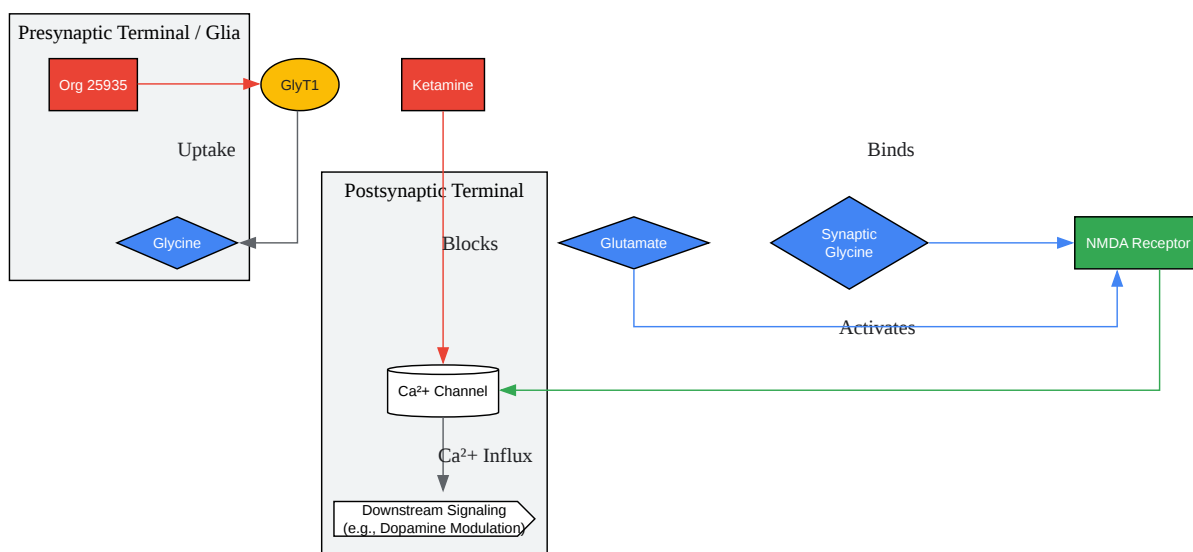 Presynaptic Terminal / Glia
Org 25935
GlyT1
Ketamine
Uptake
Binds
Postsynaptic Terminal
Glycine
Blocks
Glutamate
Synaptic
Glycine
NMDA Receptor
Activates
Ca²+ Channel
Ca²+ Influx
Downstream Signaling
(e.g., Dopamine Modulation)